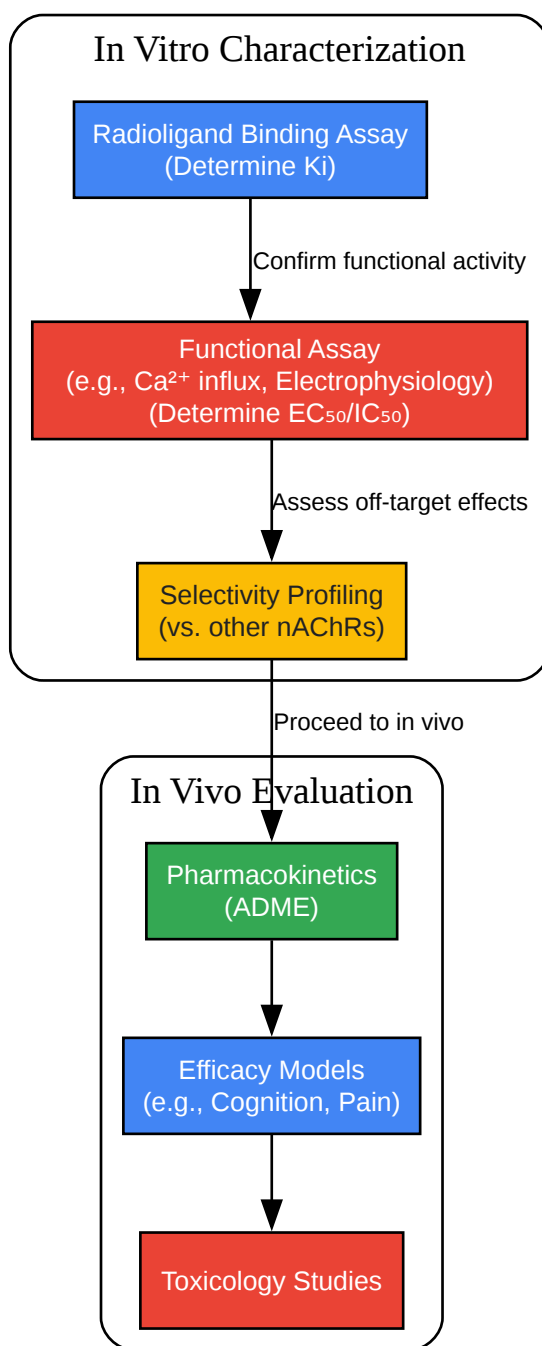 In Vitro Characterization
Radioligand Binding Assay
(Determine Ki)
Confirm functional activity
Functional Assay
(e.g., Ca²⁺ influx, Electrophysiology)
(Determine EC₅₀/IC₅₀)
Assess off-target effects
Selectivity Profiling
(vs. other nAChRs)
Proceed to in vivo
In Vivo Evaluation
Pharmacokinetics
(ADME)
Efficacy Models
(e.g., Cognition, Pain)
Toxicology Studies